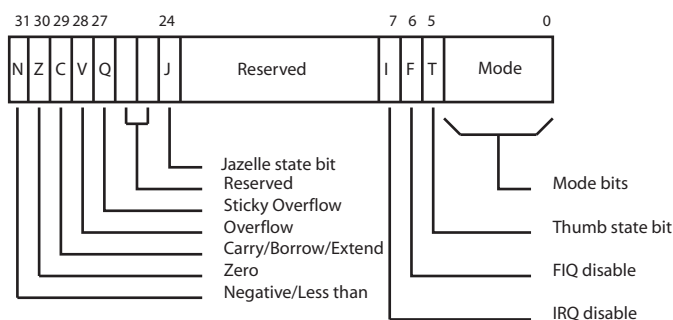 31 30 29 28 27 24 7 6 5 0
N Z C V Q J Reserved I F T Mode
Jazelle state bit
Reserved
Mode bits
Sticky Overflow
Overflow
Thumb state bit
Carry/Borrow/Extend
Zero
FIQ disable
Negative/Less than
IRQ disable